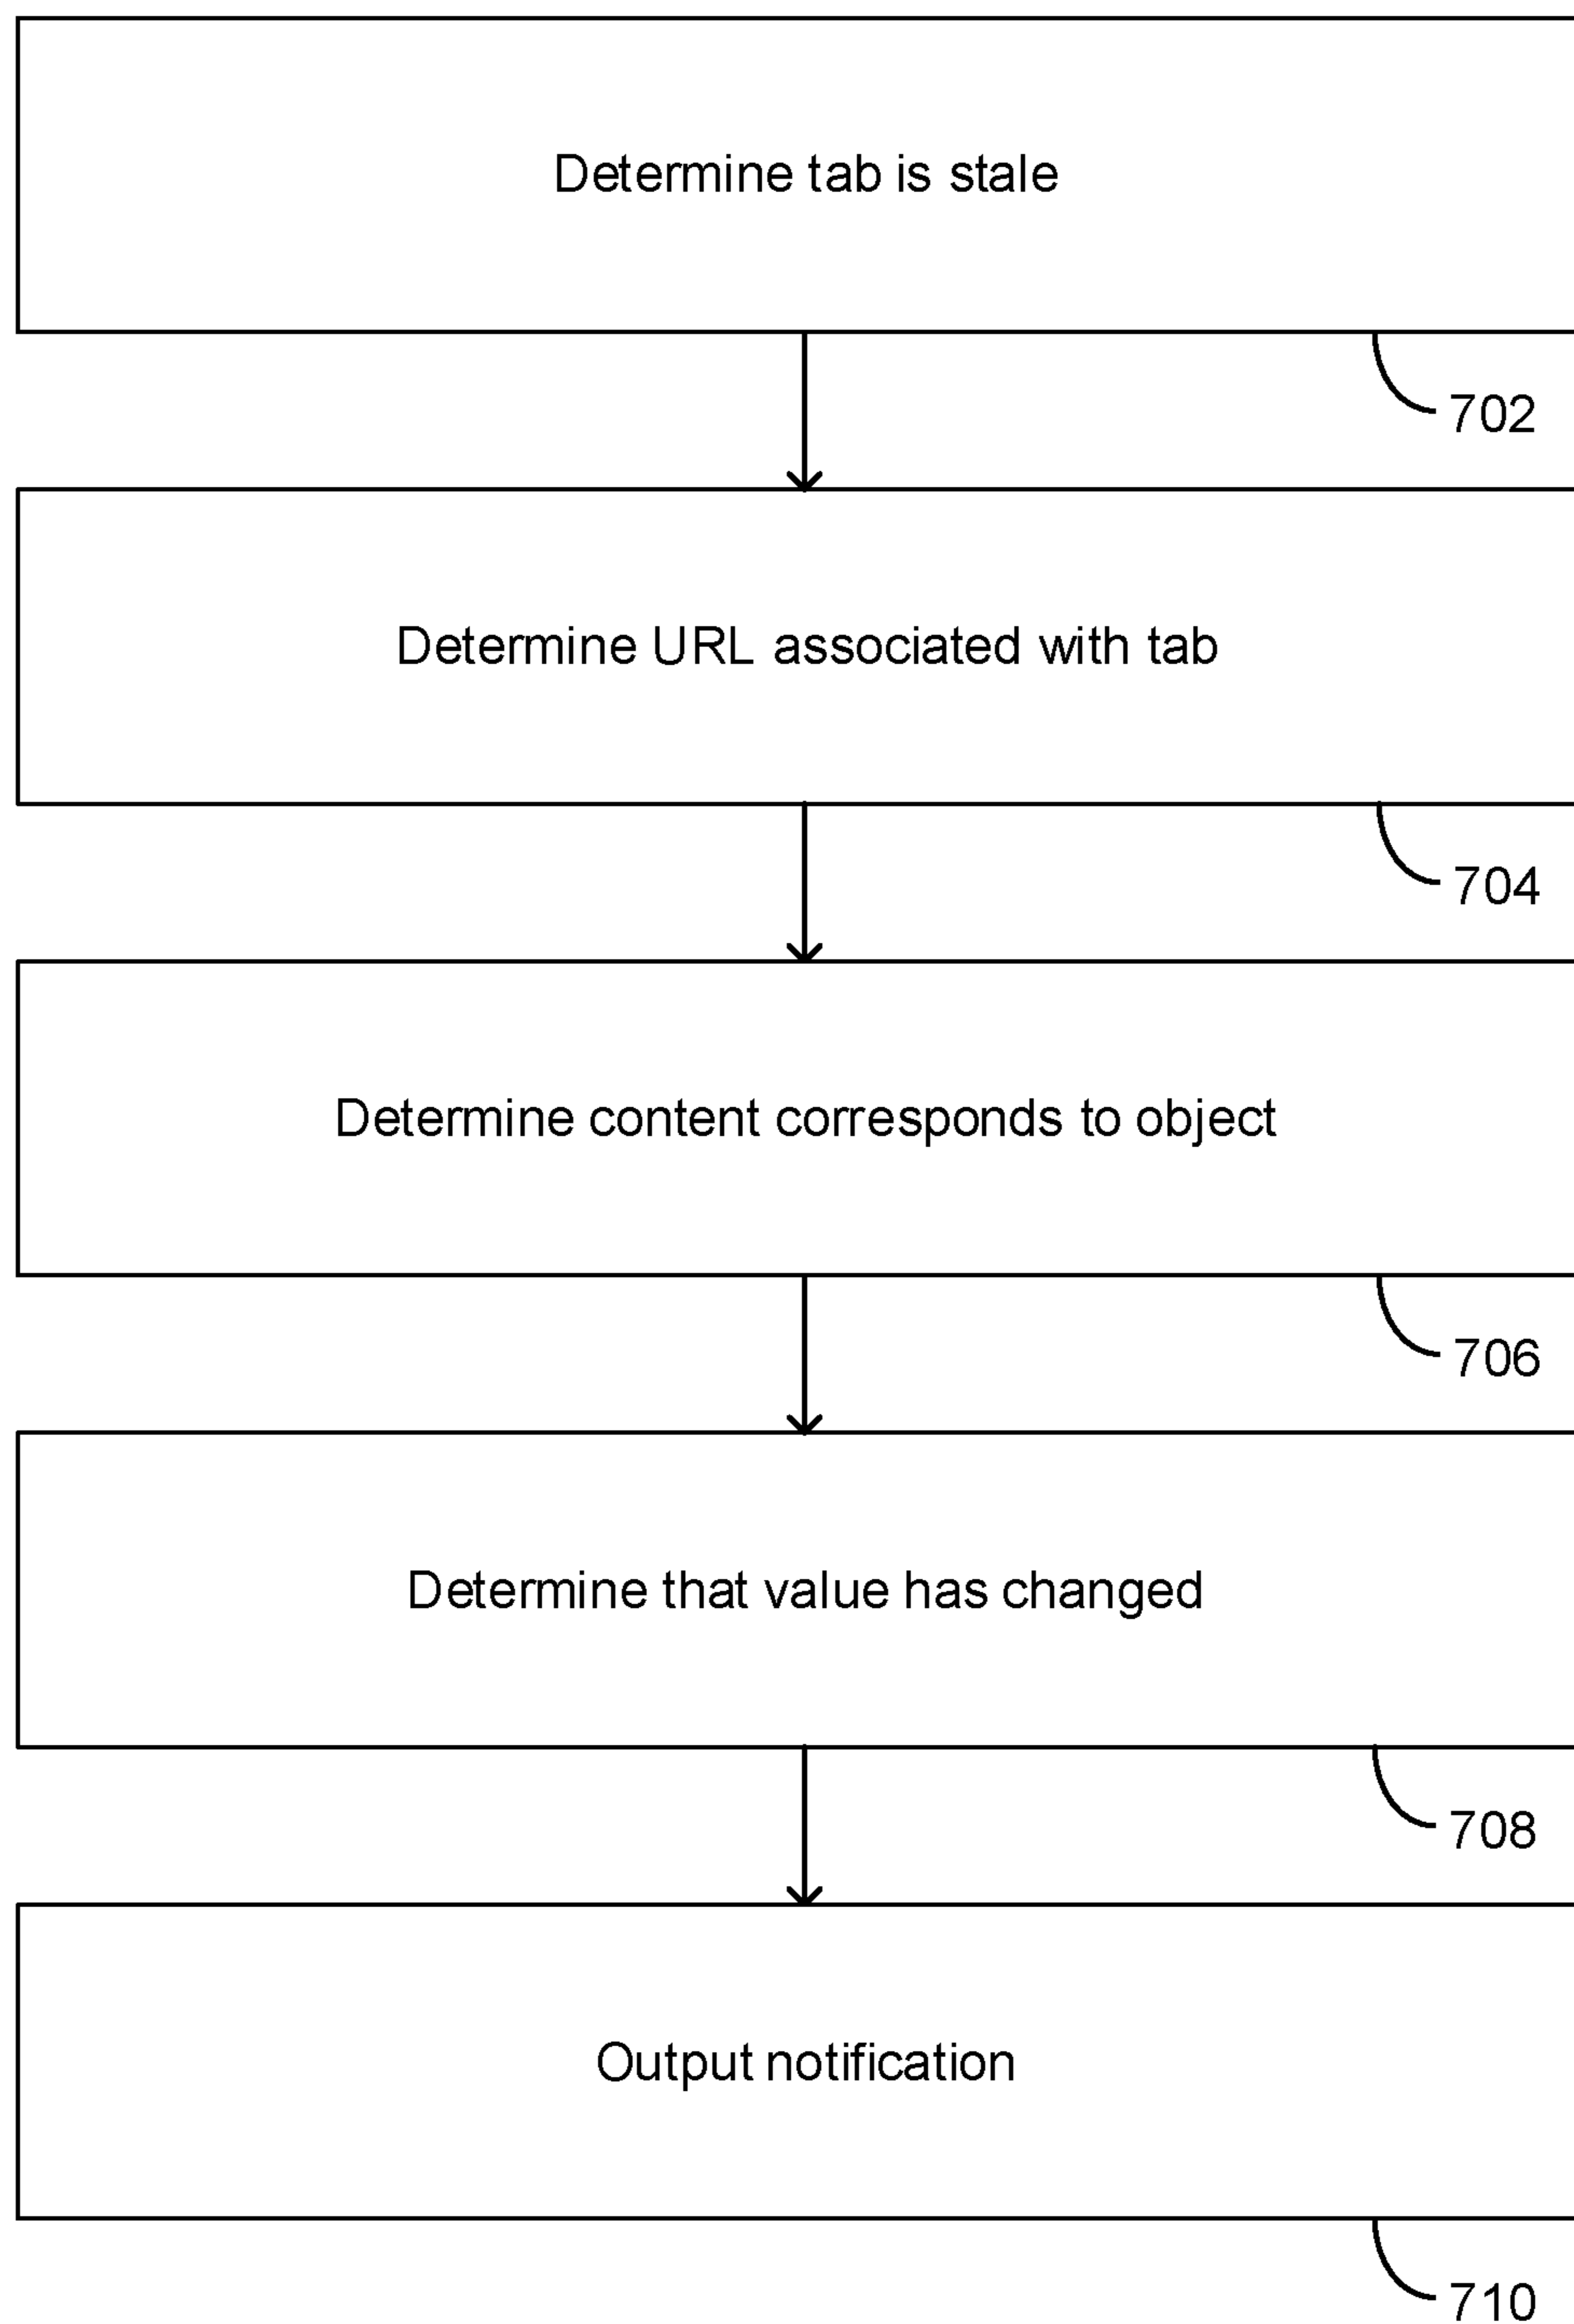 Determine tab is stale
702
Determine URL associated with tab
704
Determine content corresponds to object
706
Determine that value has changed
708
Output notification
710